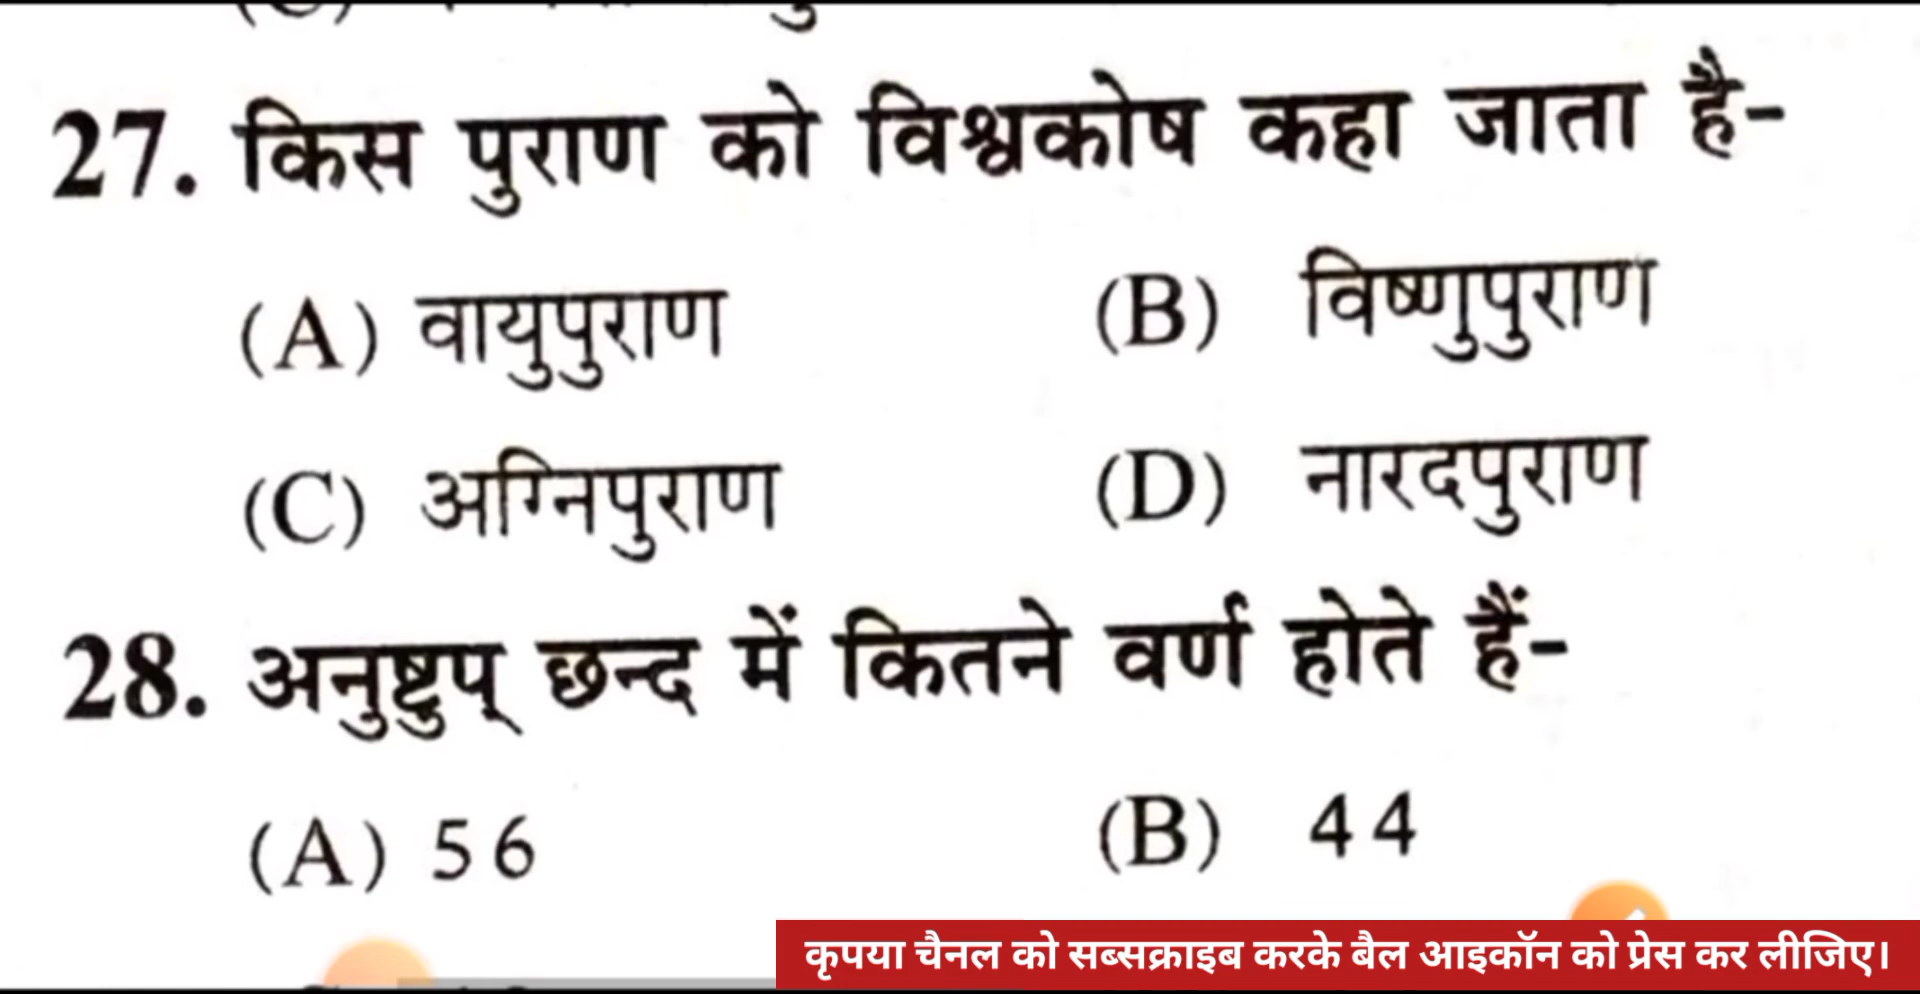 27. किस पुराण को विश्वकोष कहा जाता है-
(A) वायुपुराण (B) विष्णुपुराण
(C) अग्निपुराण (D) नारदपुराण
28. अनुष्टुप् छन्द में कितने वर्ण होते हैं-
(A) 56 (B) 44
कृपया चैनल को सब्सक्राइब करके बैल आइकॉन को प्रेस कर लीजिए।